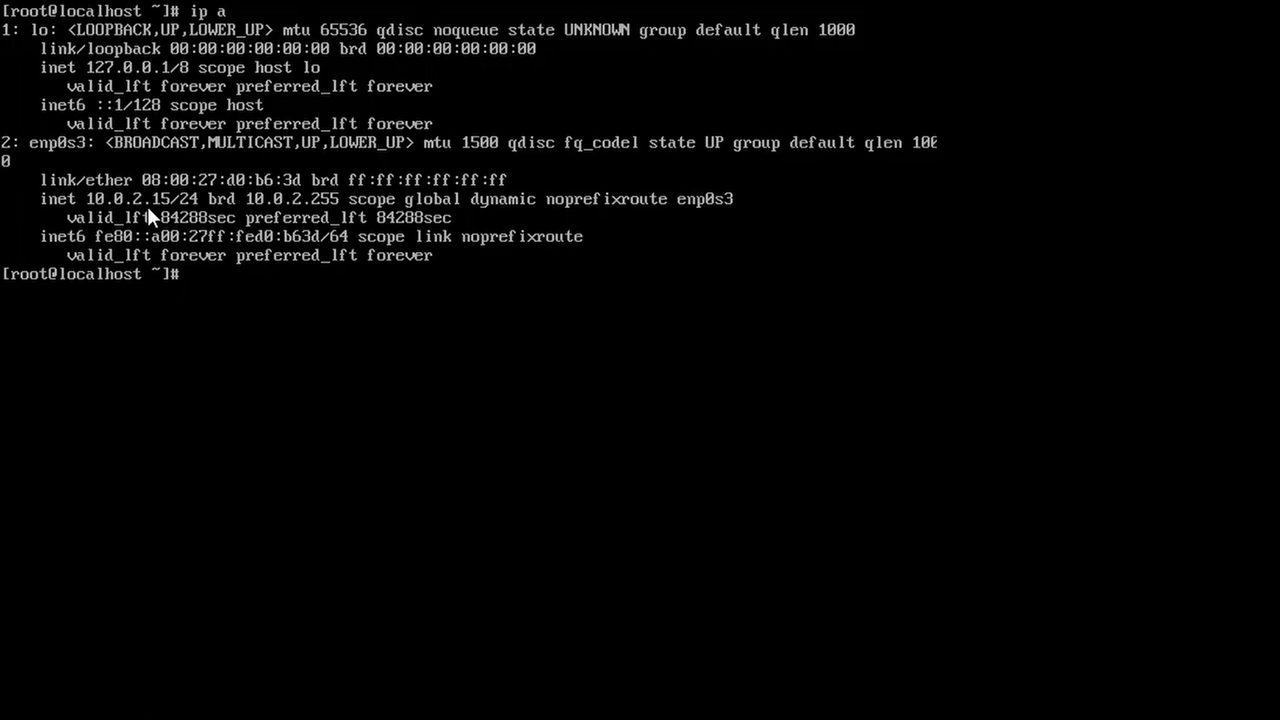 [root@localhost ~]# ip a
1: lo: <LOOPBACK,UP,LOWER_UP> mtu 65536 qdisc noqueue state UNKNOWN group default qlen 1000
    link/loopback 00:00:00:00:00:00 brd 00:00:00:00:00:00
    inet 127.0.0.1/8 scope host lo
       valid_lft forever preferred_lft forever
    inet6 ::1/128 scope host
       valid_lft forever preferred_lft forever
2: enp0s3: <BROADCAST,MULTICAST,UP,LOWER_UP> mtu 1500 qdisc fq_codel state UP group default qlen 100
0
    link/ether 08:00:27:d0:b6:3d brd ff:ff:ff:ff:ff:ff
    inet 10.0.2.15/24 brd 10.0.2.255 scope global dynamic noprefixroute enp0s3
       valid_lft 84288sec preferred_lft 84288sec
    inet6 fe80::a00:27ff:fed0:b63d/64 scope link noprefixroute
       valid_lft forever preferred_lft forever
[root@localhost ~]#